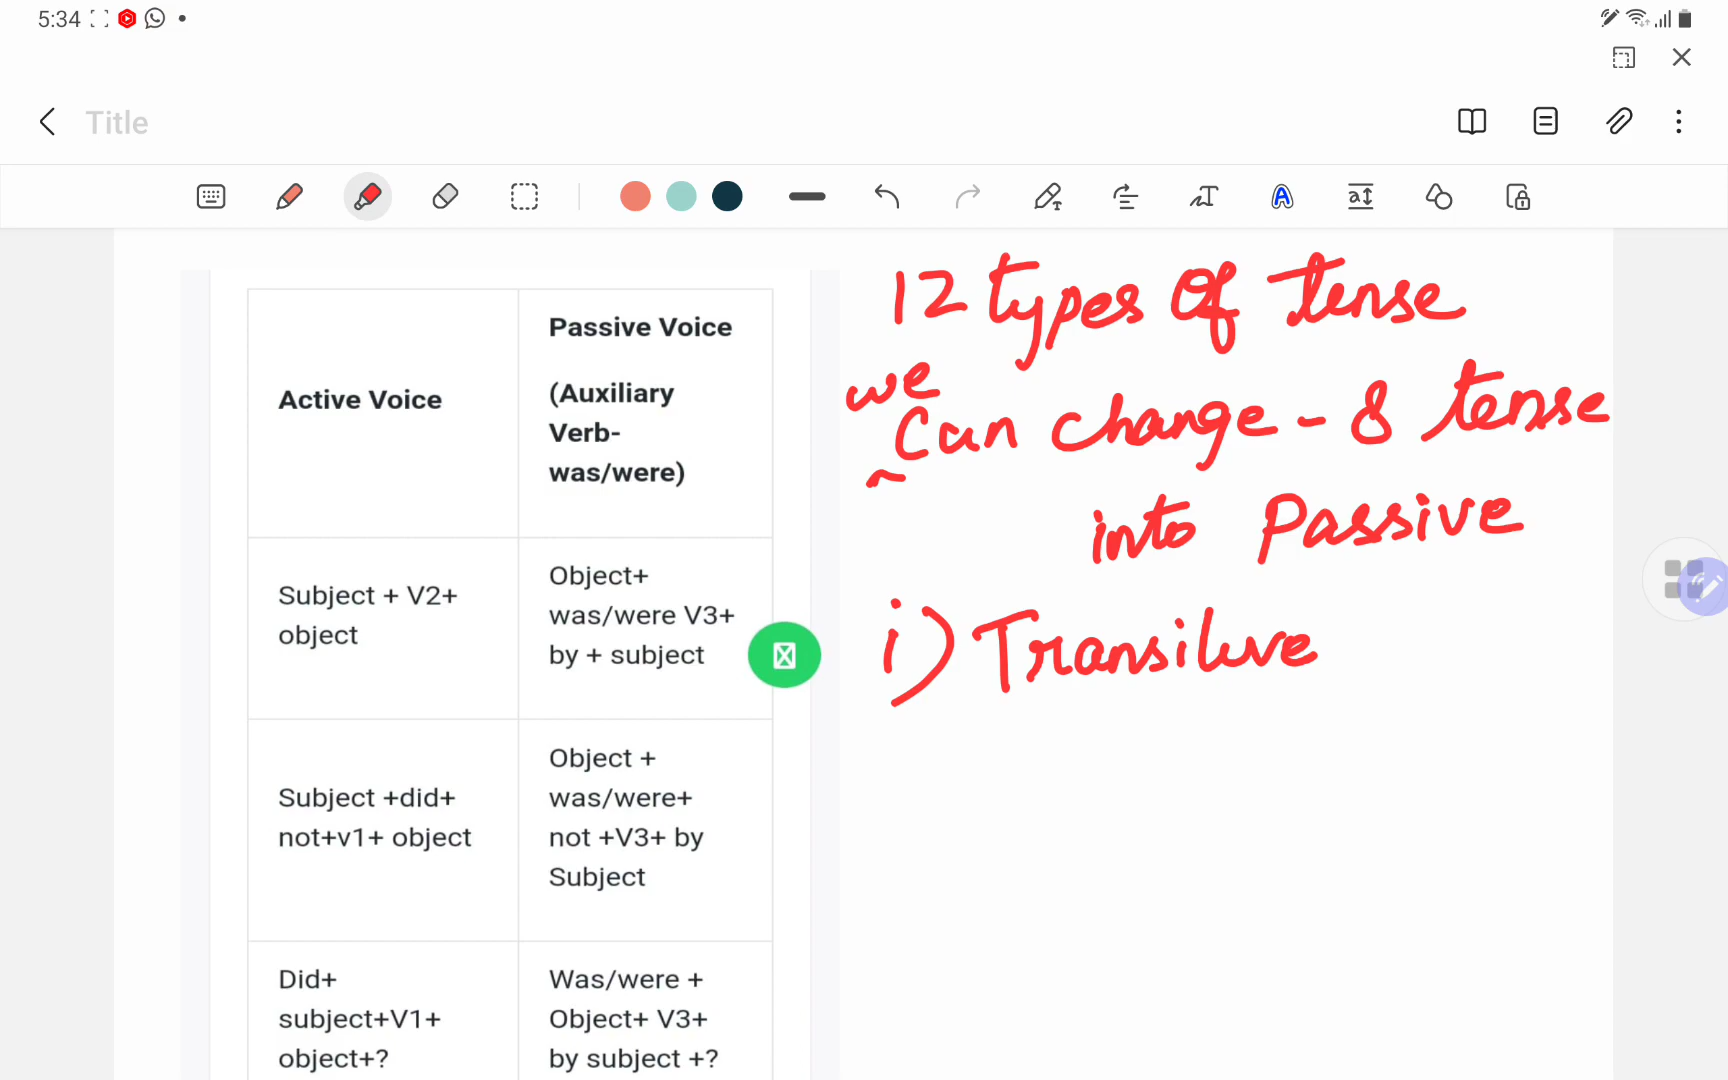 5:34
Title
Active Voice
Passive Voice
(Auxiliary
Verb-
was/were)
Subject + V2+
object
Object+
was/were V3+
by + subject
Subject +did+
not+v1+ object
Object +
was/were+
not +V3+ by
Subject
Did+
subject+V1+
object+?
Was/were +
Object+ V3+
by subject +?
12 types of tense
we
Can change - 8 tense
into Passive
i) Transitive